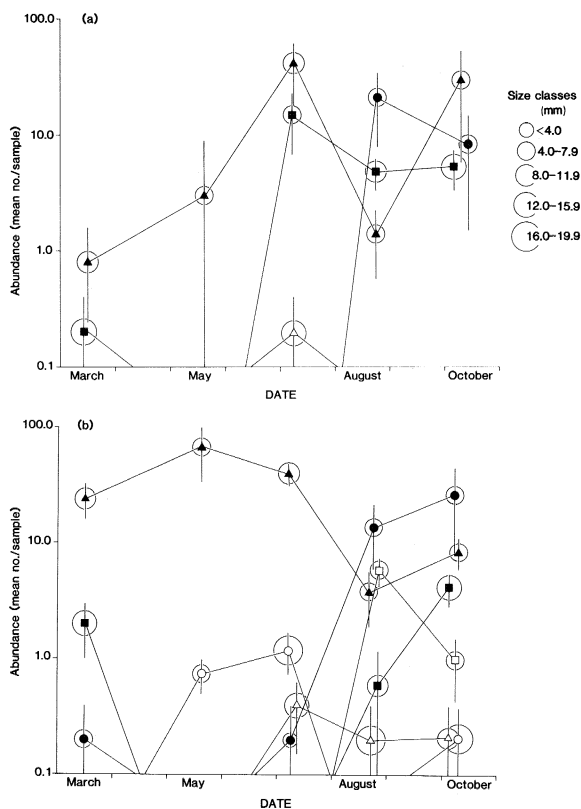 (a)
100.0
10.0
1.0
0.1
Abundance (mean no./sample)
March
May
August
October
DATE
Size classes
(mm)
<4.0
4.0-7.9
8.0-11.9
12.0-15.9
16.0-19.9
(b)
100.0
10.0
1.0
0.1
Abundance (mean no./sample)
March
May
August
October
DATE